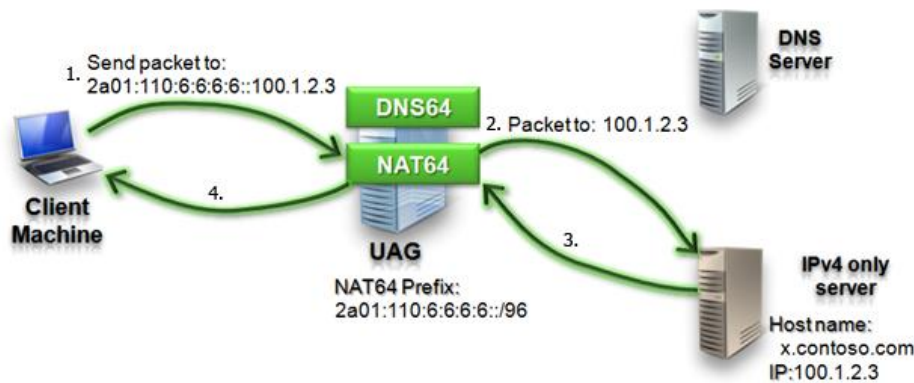 1. Send packet to:
2a01:110:6:6:6:6::100.1.2.3
DNS
Server
DNS64
2. Packet to: 100.1.2.3
NAT64
4.
Client
Machine
3.
UAG
NAT64 Prefix:
2a01:110:6:6:6:6::/96
IPv4 only
server
Host name:
x.contoso.com
IP:100.1.2.3